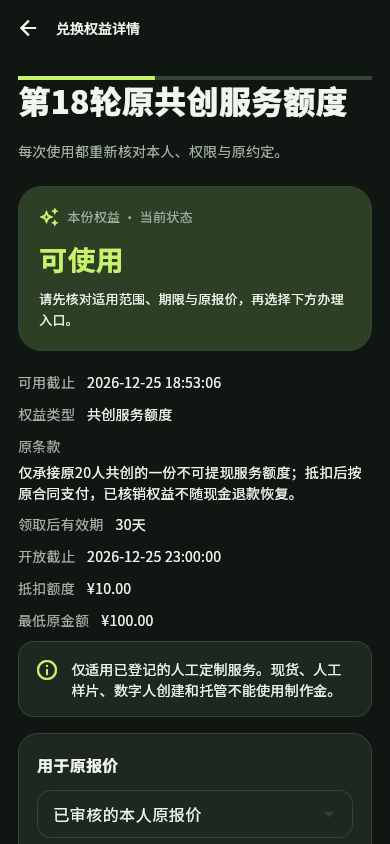 兑换权益详情
第18轮原共创服务额度
每次使用都重新核对本人、权限与原约定。
本份权益 · 当前状态
可使用
请先核对适用范围、期限与原报价，再选择下方办理
入口。
可用截止 2026-12-25 18:53:06
权益类型 共创服务额度
原条款
仅承接原20人共创的一份不可提现服务额度；抵扣后按
原合同支付，已核销权益不随现金退款恢复。
领取后有效期 30天
开放截止 2026-12-25 23:00:00
抵扣额度 ¥10.00
最低原金额 ¥100.00
仅适用已登记的人工定制服务。现货、人工
样片、数字人创建和托管不能使用制作金。
用于原报价
已审核的本人原报价